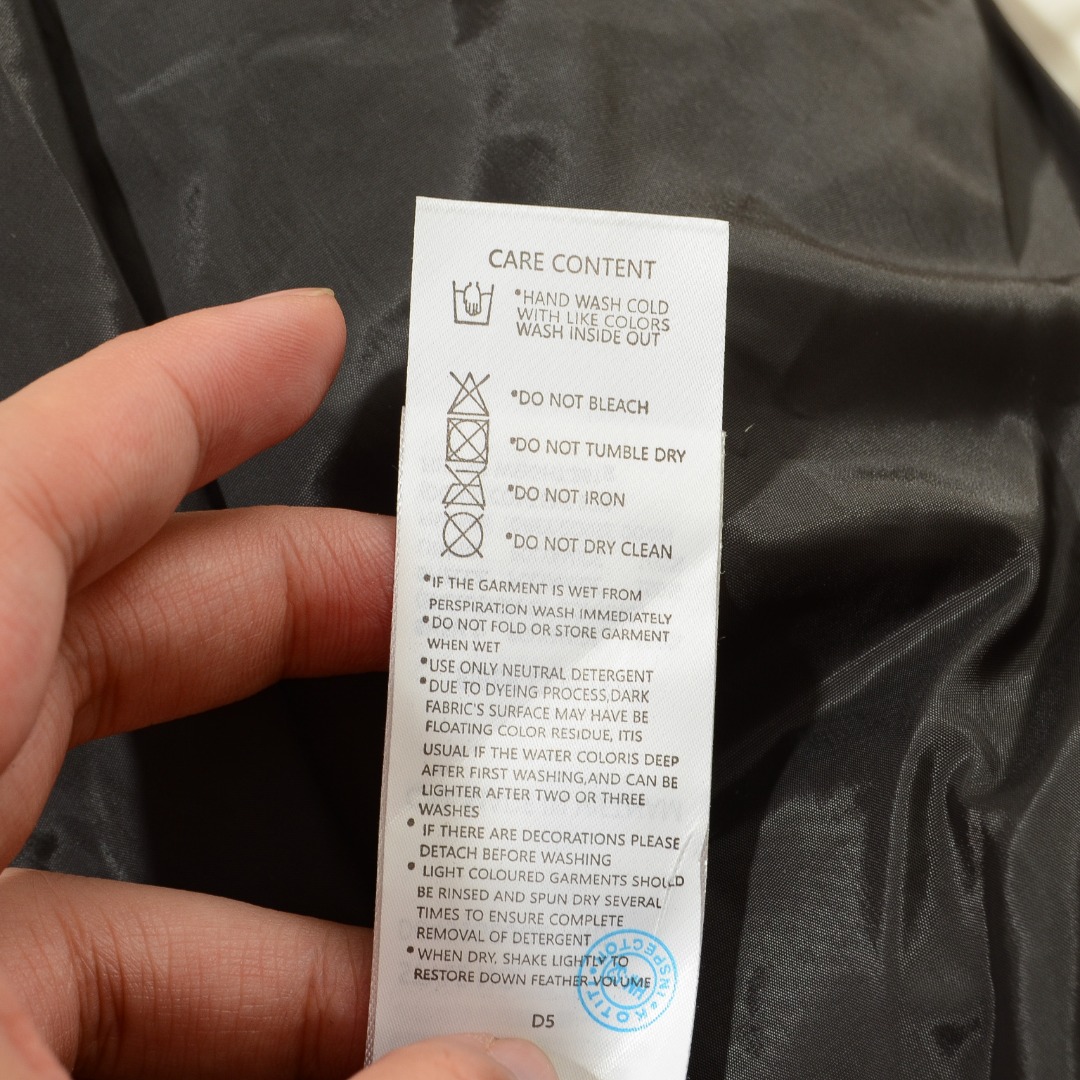 CARE CONTENT
•HAND WASH COLD
WITH LIKE COLORS
WASH INSIDE OUT
•DO NOT BLEACH
•DO NOT TUMBLE DRY
•DO NOT IRON
•DO NOT DRY CLEAN
•IF THE GARMENT IS WET FROM
PERSPIRATION WASH IMMEDIATELY
•DO NOT FOLD OR STORE GARMENT
WHEN WET
•USE ONLY NEUTRAL DETERGENT
•DUE TO DYEING PROCESS,DARK
FABRIC'S SURFACE MAY HAVE BE
FLOATING COLOR RESIDUE, ITIS
USUAL IF THE WATER COLORIS DEEP
AFTER FIRST WASHING,AND CAN BE
LIGHTER AFTER TWO OR THREE
WASHES
• IF THERE ARE DECORATIONS PLEASE
DETACH BEFORE WASHING
• LIGHT COLOURED GARMENTS SHOULD
BE RINSED AND SPUN DRY SEVERAL
TIMES TO ENSURE COMPLETE
REMOVAL OF DETERGENT
•WHEN DRY, SHAKE LIGHTLY TO
RESTORE DOWN FEATHER VOLUME
KOTITI
INSPECTOR
D5